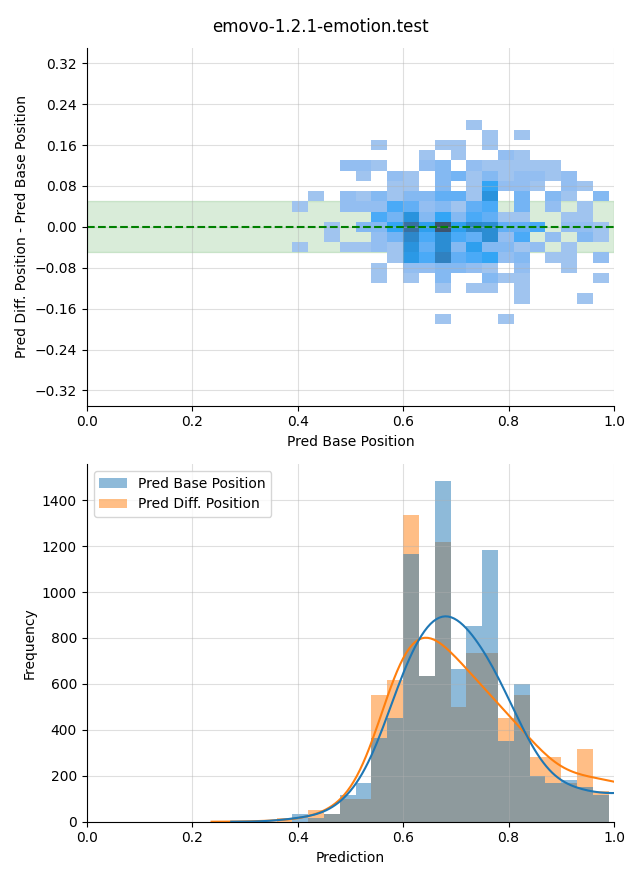 emovo-1.2.1-emotion.test
Pred Diff. Position - Pred Base Position
0.32
0.24
0.16
0.08
0.00
−0.08
−0.16
−0.24
−0.32
0.0 0.2 0.4 0.6 0.8 1.0
Pred Base Position
Pred Base Position
Pred Diff. Position
Frequency
1400
1200
1000
800
600
400
200
0
0.0 0.2 0.4 0.6 0.8 1.0
Prediction